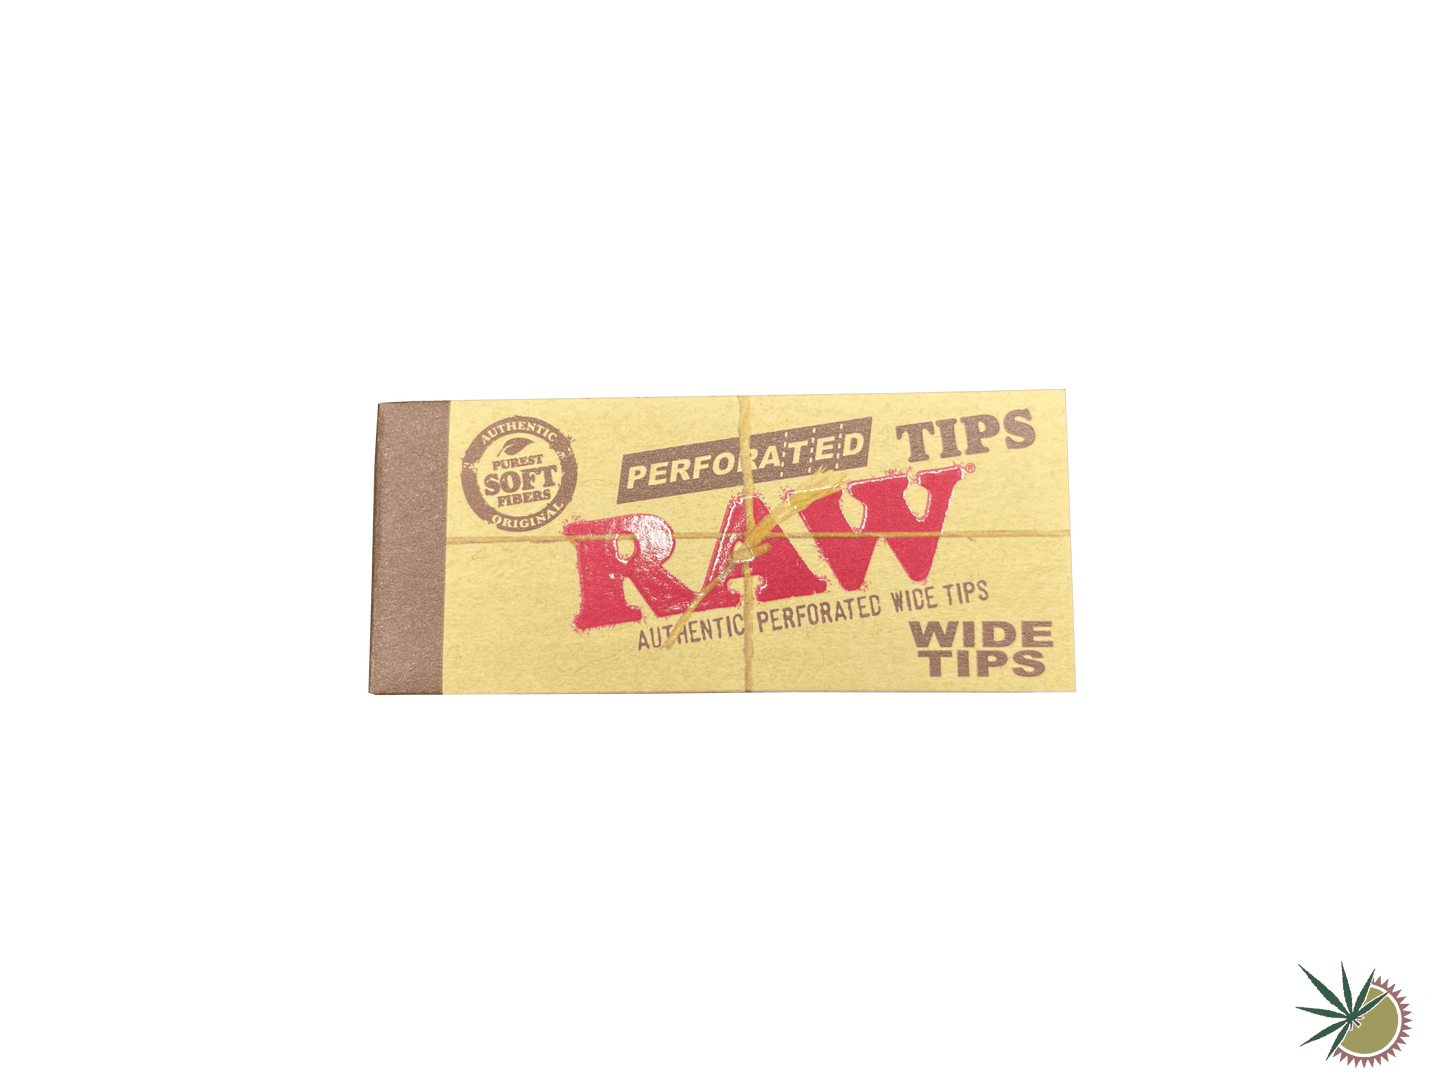 AUTHENTIC
PUREST
SOFT
FIBERS
ORIGINAL
PERFORATED TIPS
RAW®
AUTHENTIC PERFORATED WIDE TIPS
WIDE
TIPS